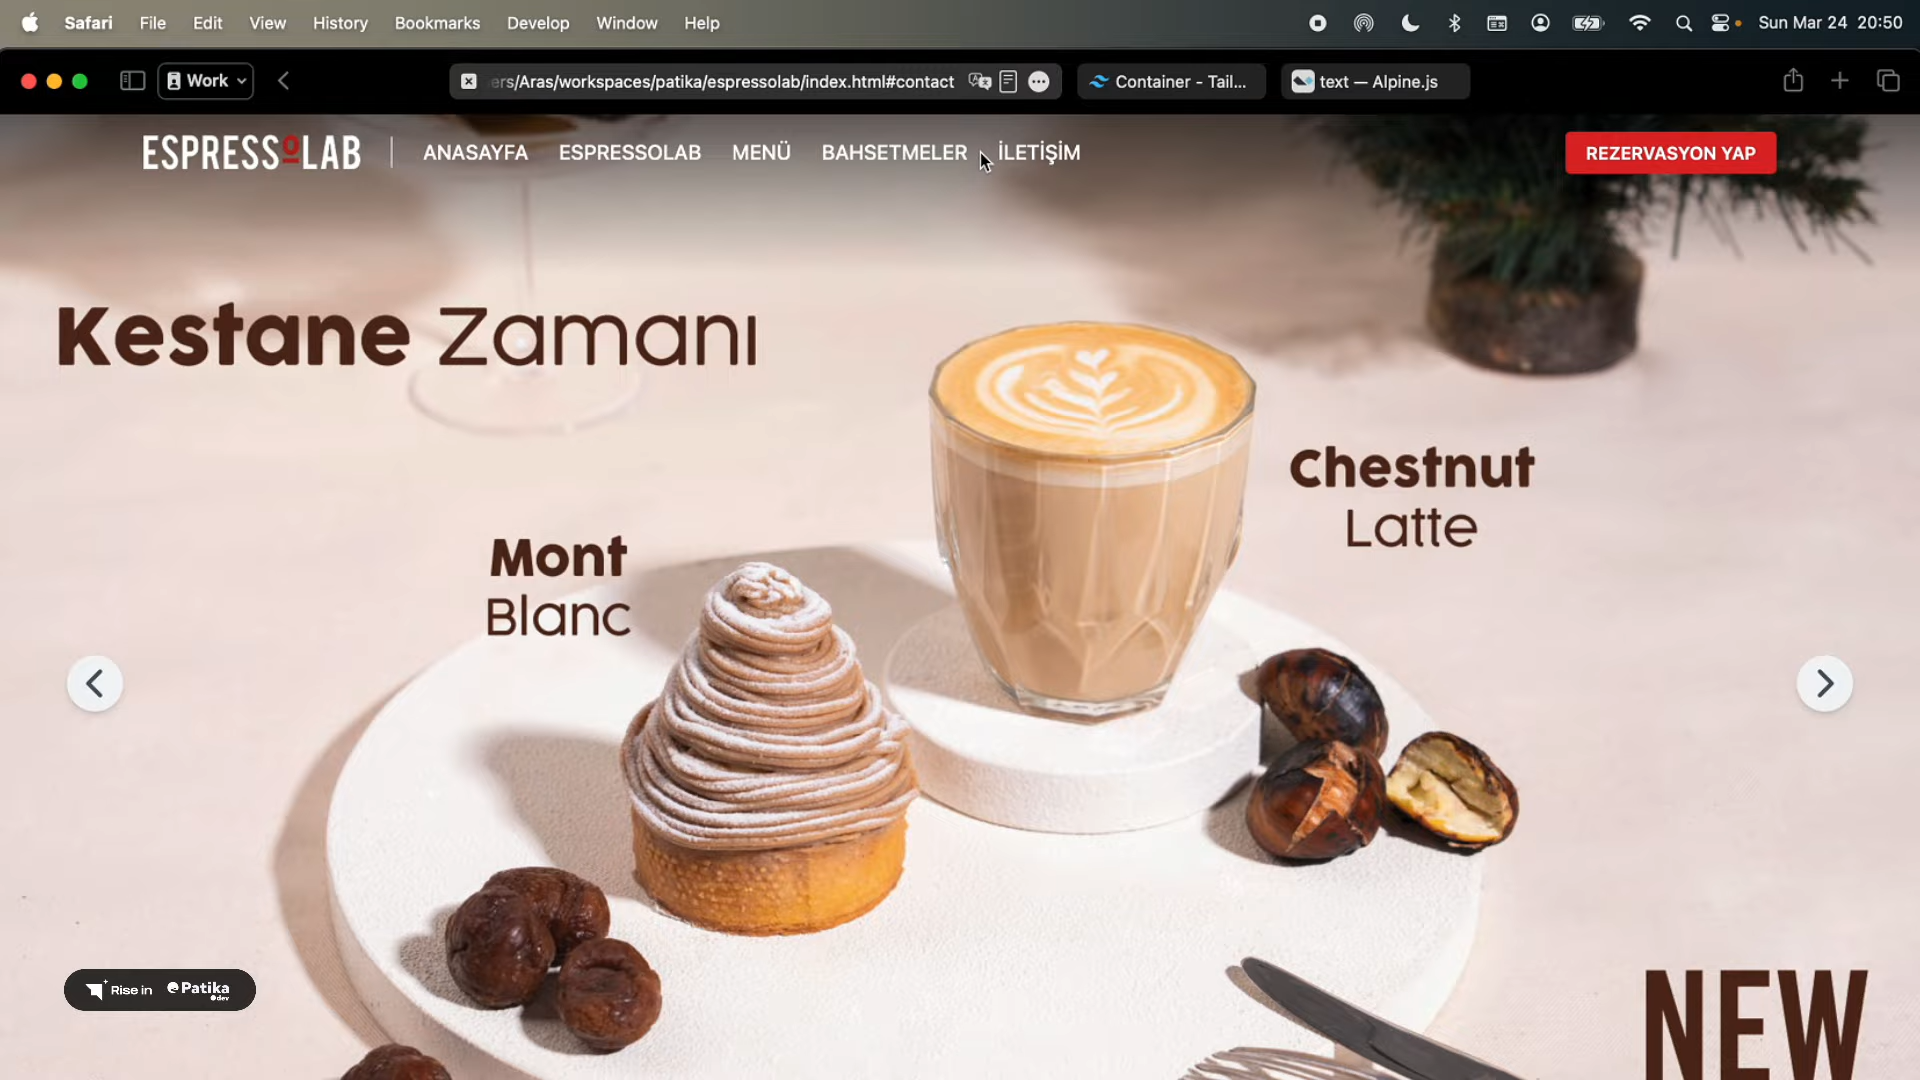 Safari File Edit View History Bookmarks Develop Window Help Sun Mar 24 20:50
Work ers/Aras/workspaces/patika/espressolab/index.html#contact Container - Tail... text — Alpine.js
ESPRESSOLAB ANASAYFA ESPRESSOLAB MENÜ BAHSETMELER İLETİŞİM REZERVASYON YAP
Kestane Zamanı
Chestnut
Latte
Mont
Blanc
Rise in Patika
.dev
NEW